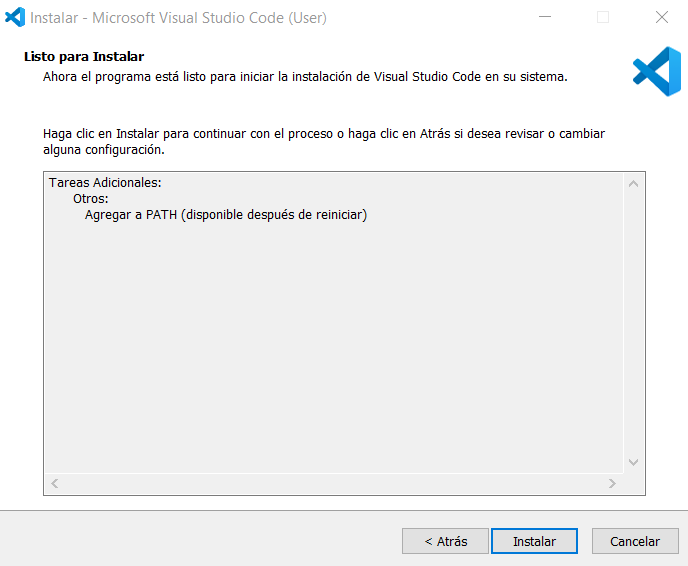 Instalar - Microsoft Visual Studio Code (User)
Listo para Instalar
Ahora el programa está listo para iniciar la instalación de Visual Studio Code en su sistema.
Haga clic en Instalar para continuar con el proceso o haga clic en Atrás si desea revisar o cambiar
alguna configuración.
Tareas Adicionales:
Otros:
Agregar a PATH (disponible después de reiniciar)
< Atrás
Instalar
Cancelar